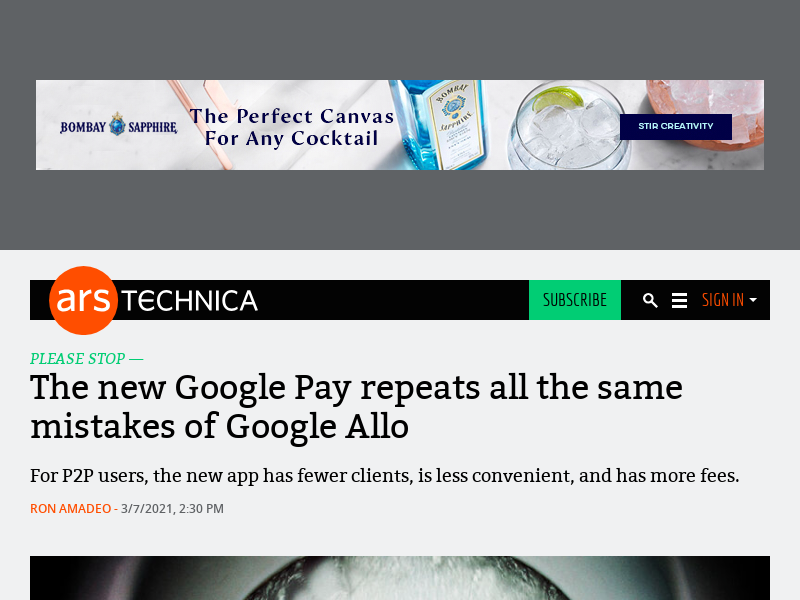 BOMBAY SAPPHIRE
The Perfect Canvas
For Any Cocktail
BOMBAY
SAPPHIRE
STIR CREATIVITY
ars TECHNICA
SUBSCRIBE
SIGN IN
PLEASE STOP —
The new Google Pay repeats all the same
mistakes of Google Allo
For P2P users, the new app has fewer clients, is less convenient, and has more fees.
RON AMADEO - 3/7/2021, 2:30 PM